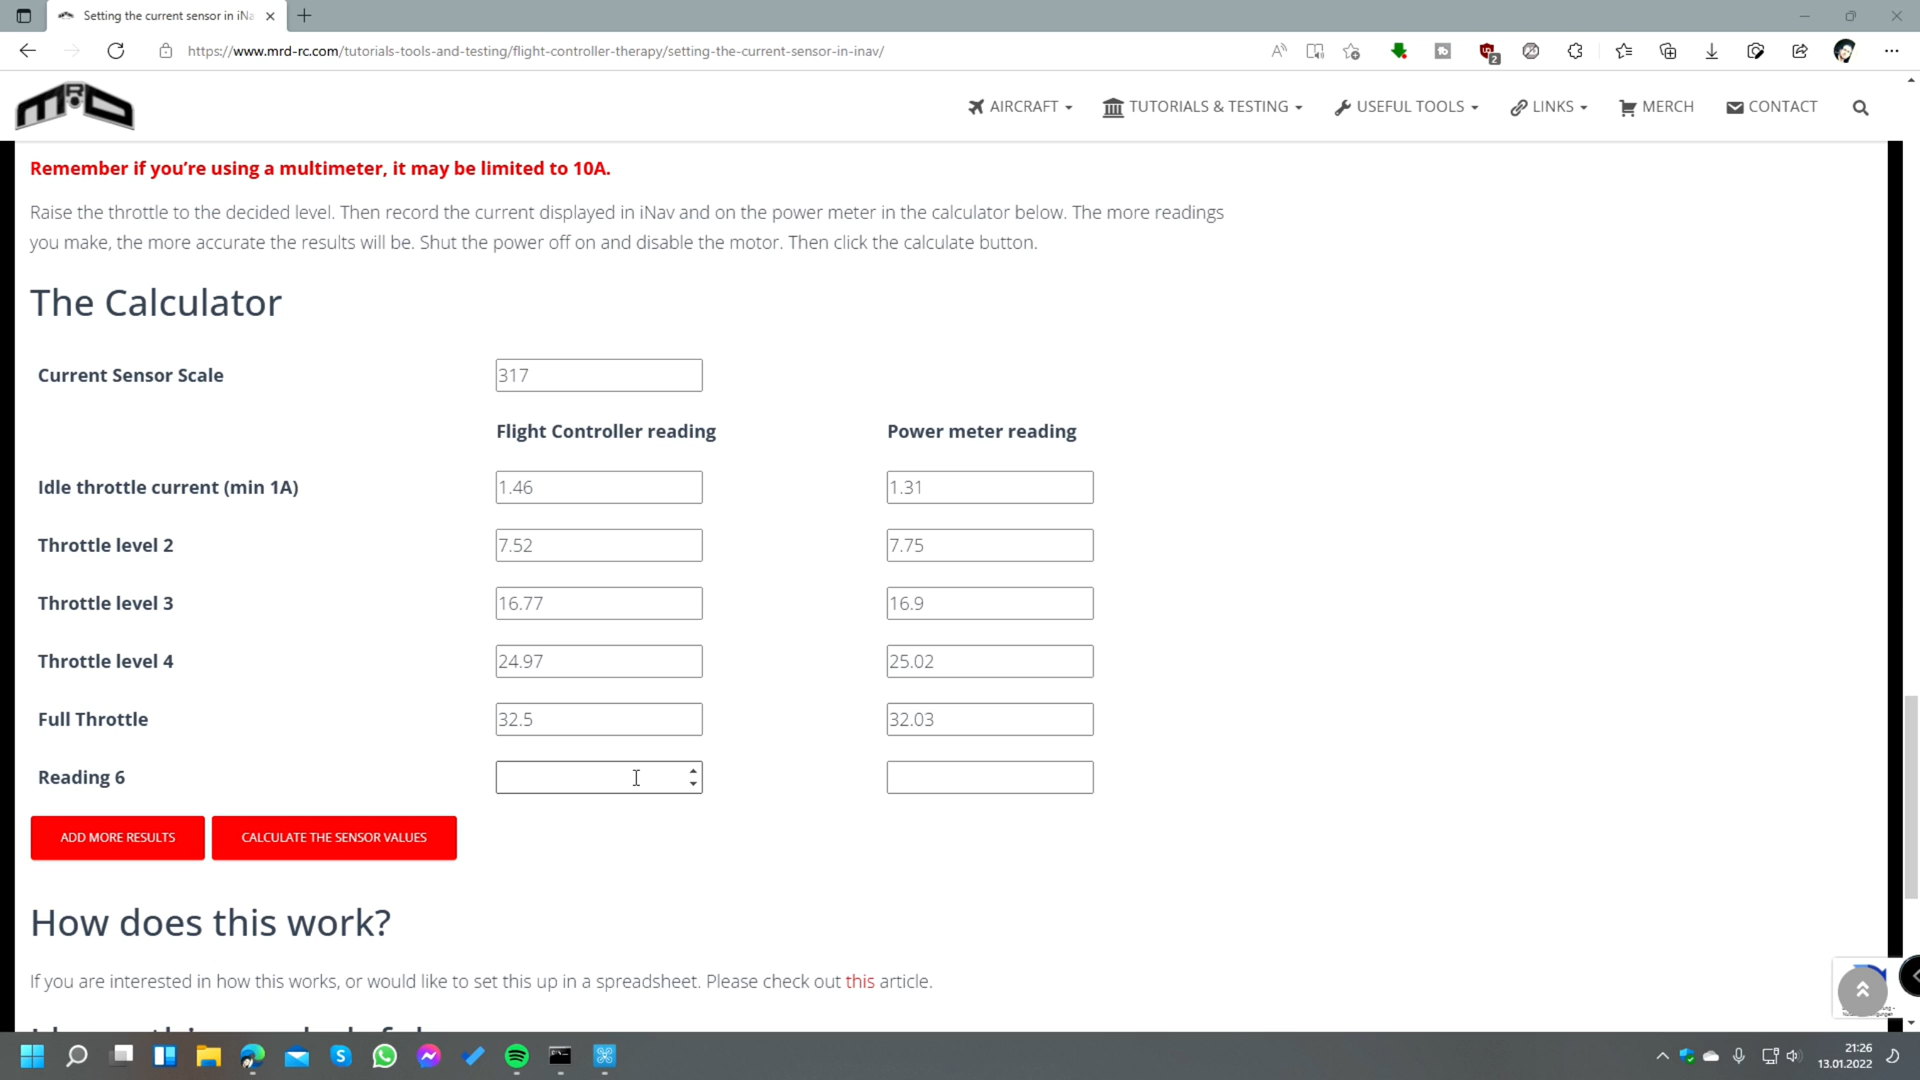 Setting the current sensor in iNa
https://www.mrd-rc.com/tutorials-tools-and-testing/flight-controller-therapy/setting-the-current-sensor-in-inav/
2
MRD
AIRCRAFT
TUTORIALS & TESTING
USEFUL TOOLS
LINKS
MERCH
CONTACT
Remember if you’re using a multimeter, it may be limited to 10A.
Raise the throttle to the decided level. Then record the current displayed in iNav and on the power meter in the calculator below. The more readings
you make, the more accurate the results will be. Shut the power off on and disable the motor. Then click the calculate button.
The Calculator
Current Sensor Scale 317
Flight Controller reading Power meter reading
Idle throttle current (min 1A) 1.46 1.31
Throttle level 2 7.52 7.75
Throttle level 3 16.77 16.9
Throttle level 4 24.97 25.02
Full Throttle 32.5 32.03
Reading 6
ADD MORE RESULTS CALCULATE THE SENSOR VALUES
How does this work?
If you are interested in how this works, or would like to set this up in a spreadsheet. Please check out this article.
21:26
13.01.2022